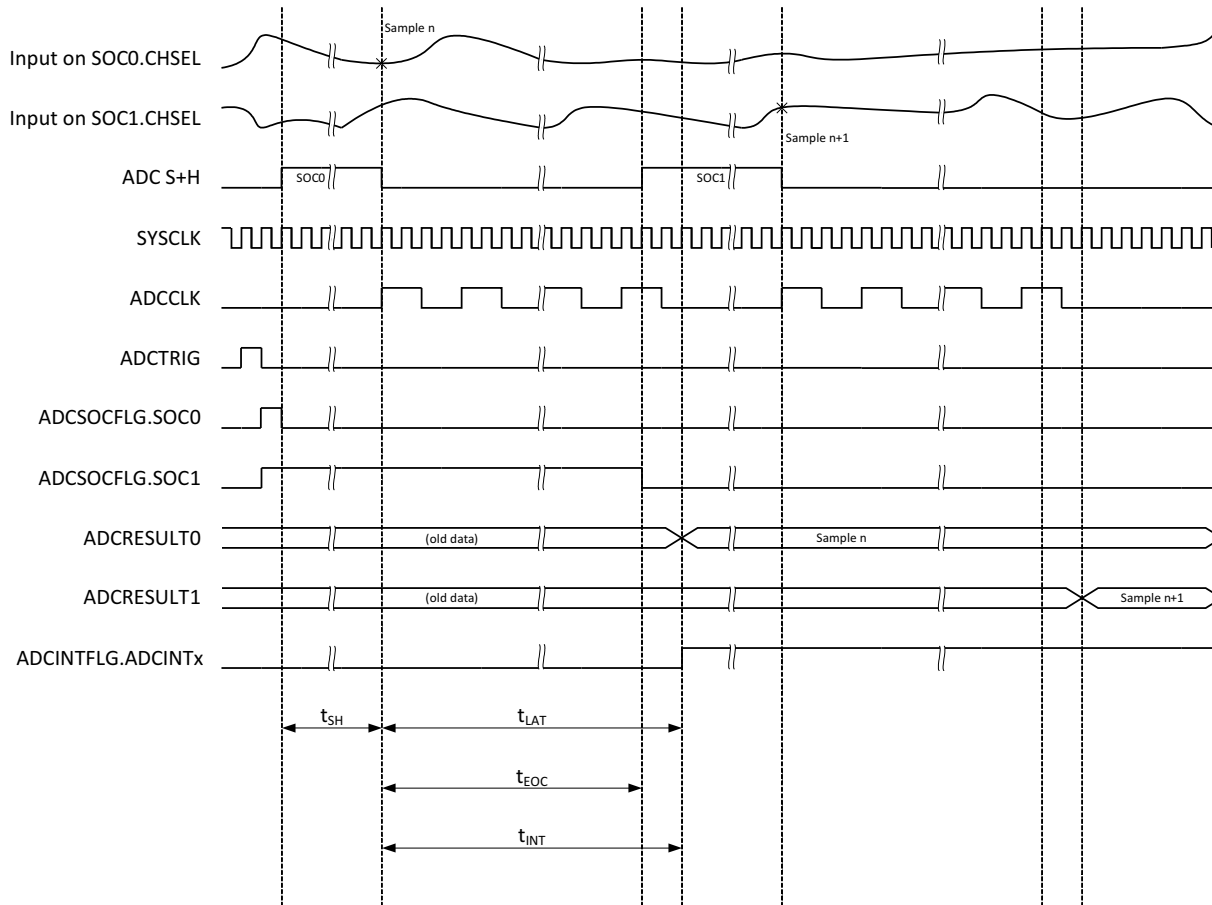 Sample n
Input on SOC0.CHSEL
Input on SOC1.CHSEL
Sample n+1
ADC S+H
SOC0
SOC1
SYSCLK
ADCCLK
ADCTRIG
ADCSOCFLG.SOC0
ADCSOCFLG.SOC1
ADCRESULT0
(old data)
Sample n
ADCRESULT1
(old data)
Sample n+1
ADCINTFLG.ADCINTx
tSH
tLAT
tEOC
tINT